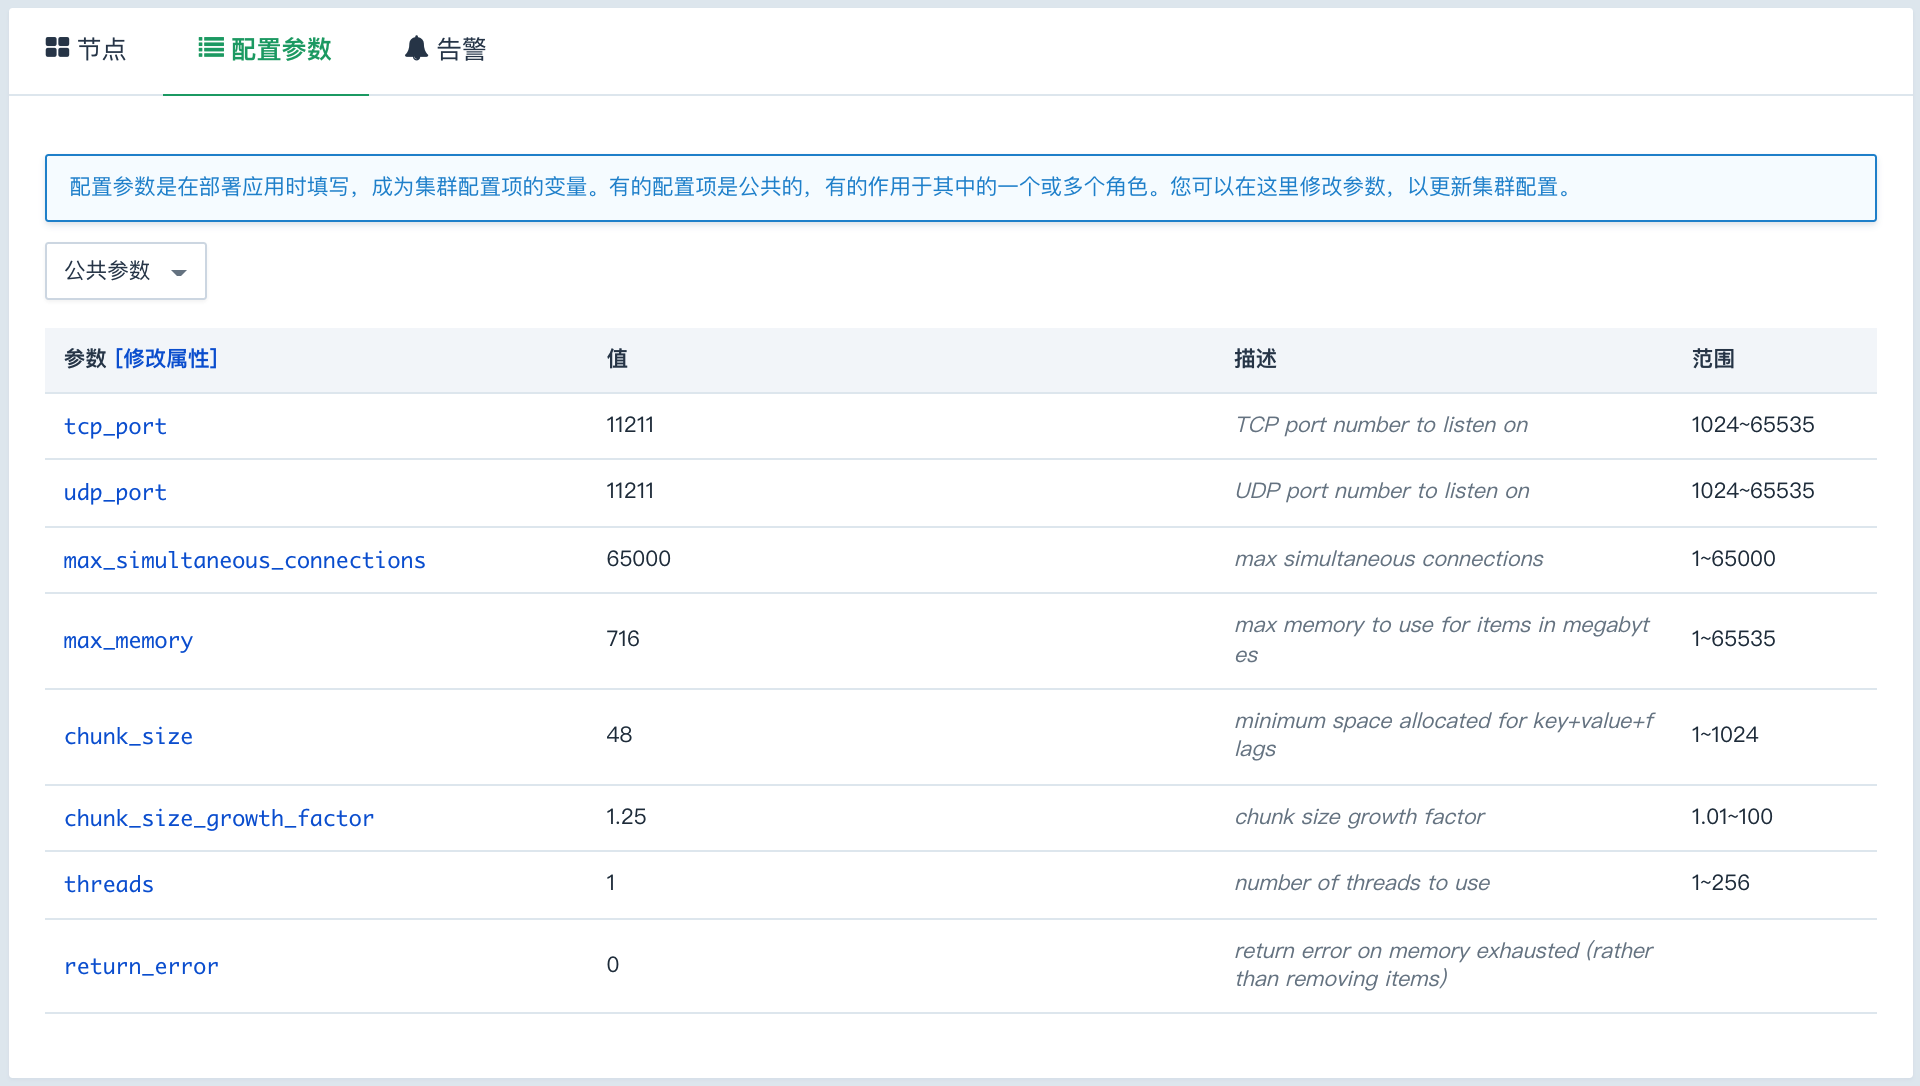 节点 配置参数 告警
配置参数是在部署应用时填写，成为集群配置项的变量。有的配置项是公共的，有的作用于其中的一个或多个角色。您可以在这里修改参数，以更新集群配置。
公共参数
参数 [修改属性] 值 描述 范围
tcp_port 11211 TCP port number to listen on 1024~65535
udp_port 11211 UDP port number to listen on 1024~65535
max_simultaneous_connections 65000 max simultaneous connections 1~65000
max_memory 716 max memory to use for items in megabyt 1~65535
es
chunk_size 48 minimum space allocated for key+value+f 1~1024
lags
chunk_size_growth_factor 1.25 chunk size growth factor 1.01~100
threads 1 number of threads to use 1~256
return_error 0 return error on memory exhausted (rather
than removing items)